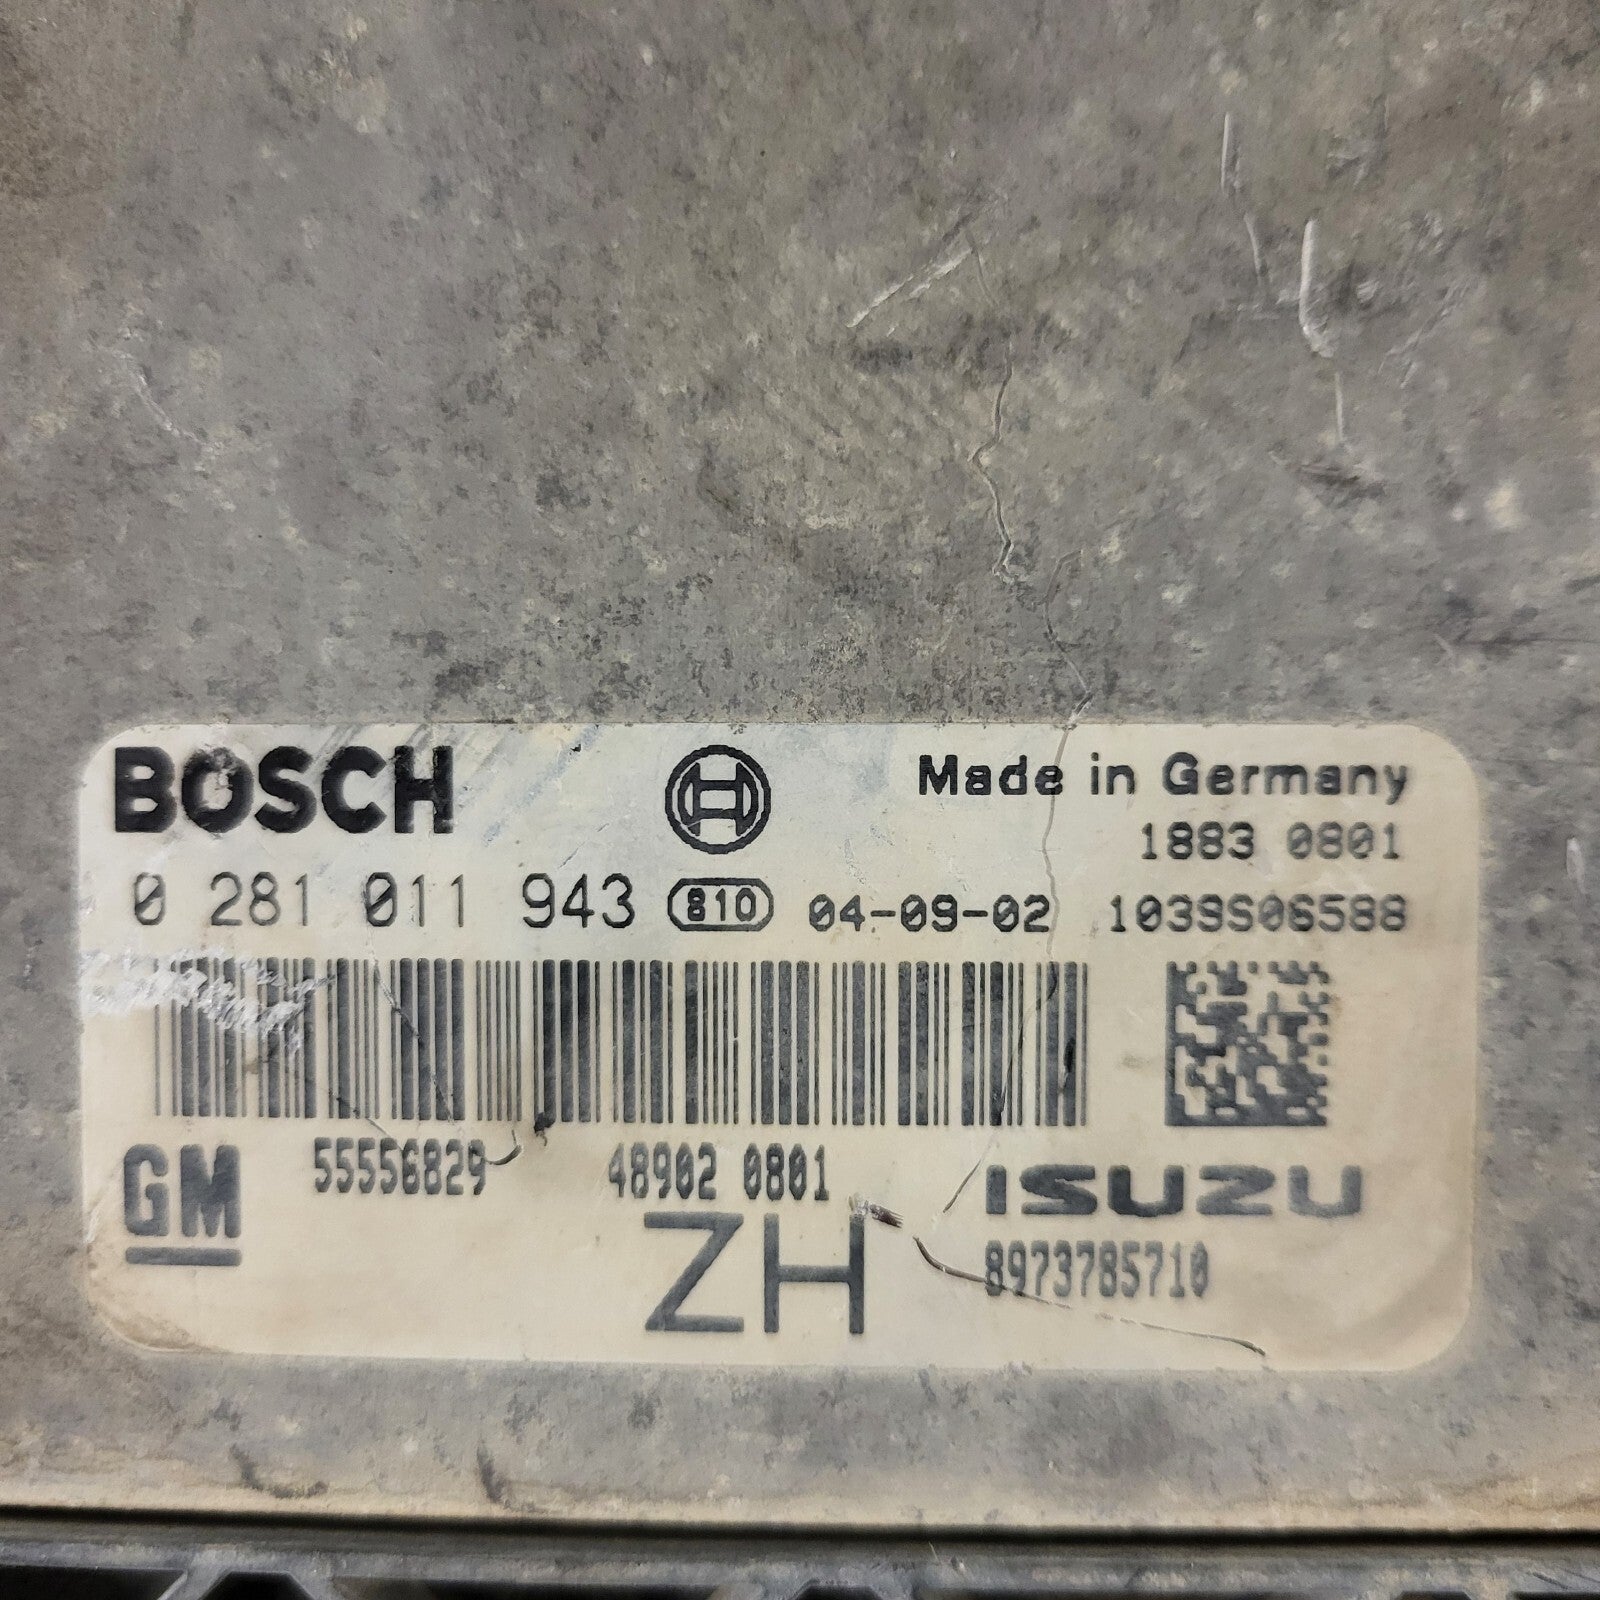 BOSCH Made in Germany
1883 0801
0 281 011 943 810 04-09-02 1039S06588
GM 55556829 48902 0801 ISUZU
ZH 8973785710